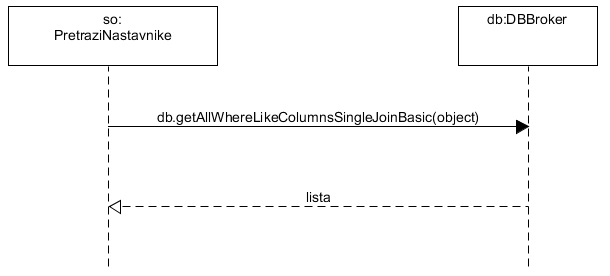 so:
PretraziNastavnike
db:DBBroker
db.getAllWhereLikeColumnsSingleJoinBasic(object)
lista